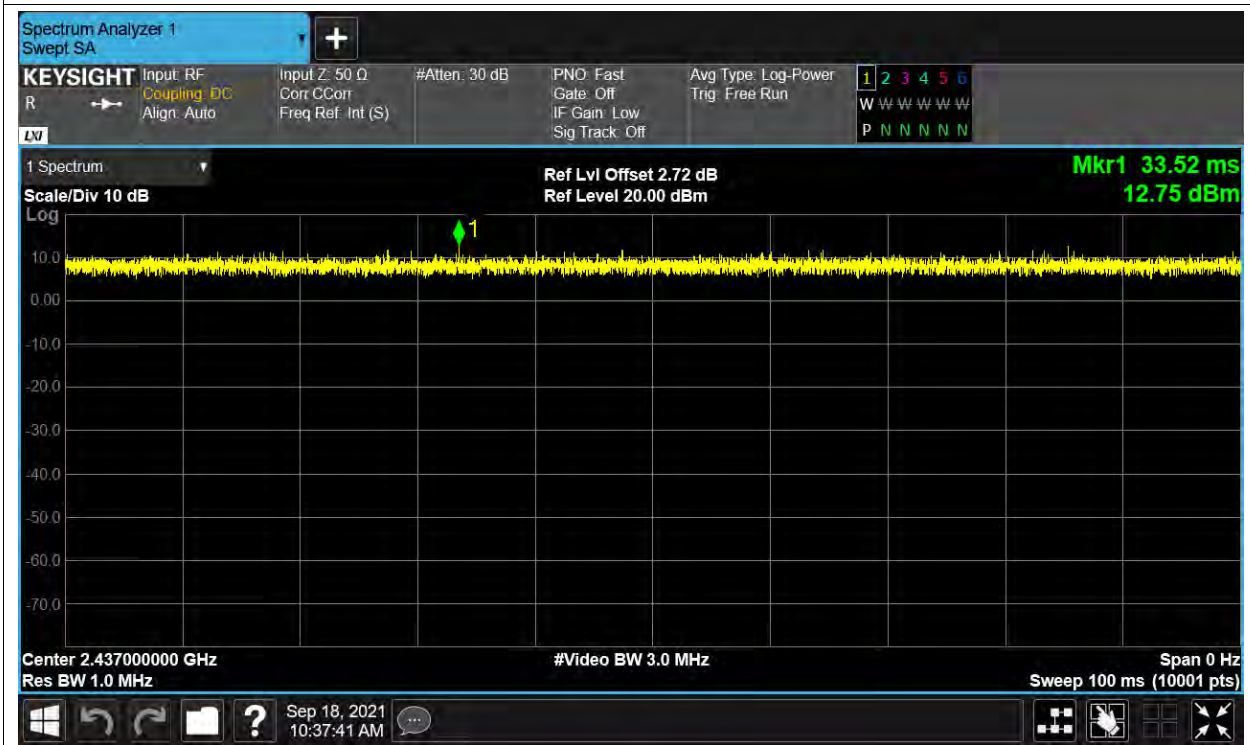 Spectrum Analyzer 1
Swept SA
+
KEYSIGHT
R
LXI
Input: RF
Coupling: DC
Align: Auto
Input Z: 50 Ω
Corr CCorr
Freq Ref: Int (S)
#Atten: 30 dB
PNO: Fast
Gate: Off
IF Gain: Low
Sig Track: Off
Avg Type: Log-Power
Trig: Free Run
1 2 3 4 5 6
W W W W W W
P N N N N N
1 Spectrum
Scale/Div 10 dB
Ref Lvl Offset 2.72 dB
Ref Level 20.00 dBm
Mkr1 33.52 ms
12.75 dBm
Log
1
10.0
0.00
-10.0
-20.0
-30.0
-40.0
-50.0
-60.0
-70.0
Center 2.437000000 GHz
Res BW 1.0 MHz
#Video BW 3.0 MHz
Span 0 Hz
Sweep 100 ms (10001 pts)
?
Sep 18, 2021
10:37:41 AM